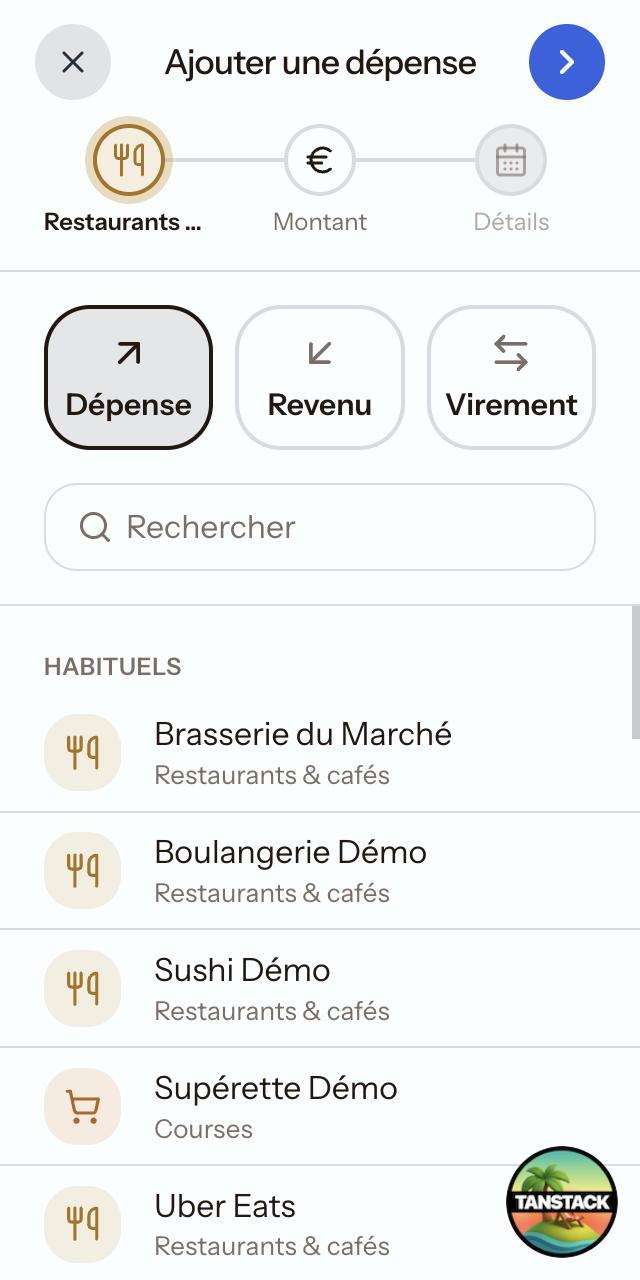 Ajouter une dépense
Restaurants ...
Montant
Détails
Dépense
Revenu
Virement
Rechercher
HABITUELS
Brasserie du Marché
Restaurants & cafés
Boulangerie Démo
Restaurants & cafés
Sushi Démo
Restaurants & cafés
Supérette Démo
Courses
Uber Eats
Restaurants & cafés
TANSTACK